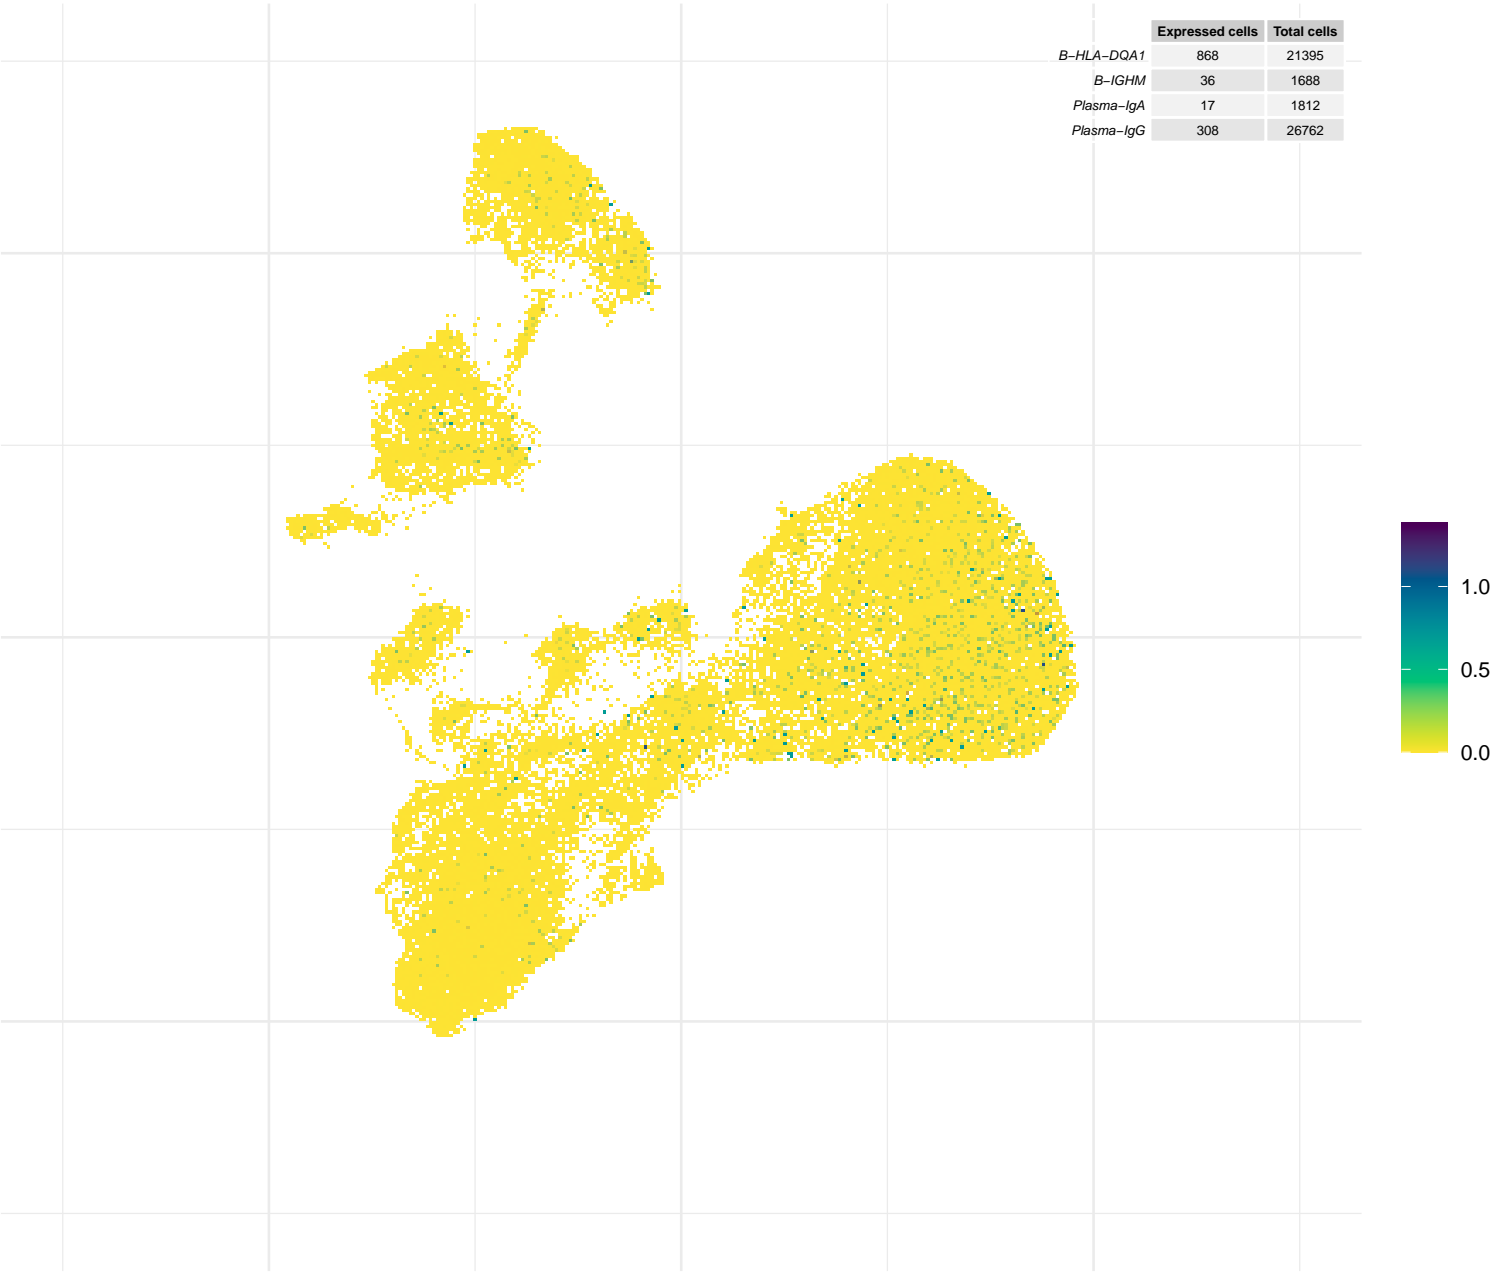 Expressed cells Total cells
B−HLA−DQA1 868 21395
B−IGHM 36 1688
Plasma−IgA 17 1812
Plasma−IgG 308 26762
1.0
0.5
0.0